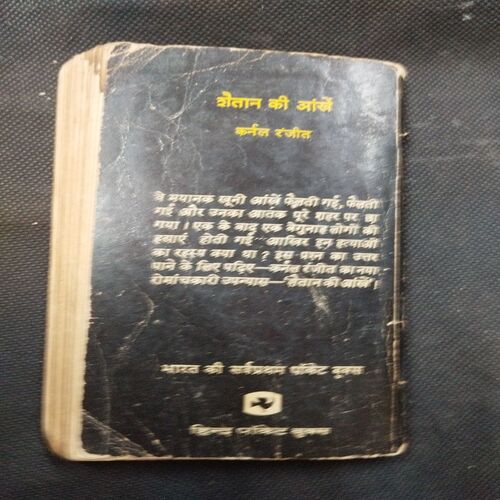 शैतान की आंखें
कर्नल रंजीत
वे भयानक खूनी आंखें फैलती गई, फैलती
गई और उनका आतंक पूरे शहर पर छा
गया। एक के बाद एक बेगुनाह लोगों की
हत्याएं होती गई आखिर इन हत्याओं
का रहस्य क्या था? इस प्रश्न का उत्तर
पाने के लिए पढ़िए—कर्नल रंजीत का नया
रोमांचकारी उपन्यास—'शैतान की आंखें'।
भारत की सर्वप्रथम पॉकेट बुक्स
हिन्द पॉकेट बुक्स